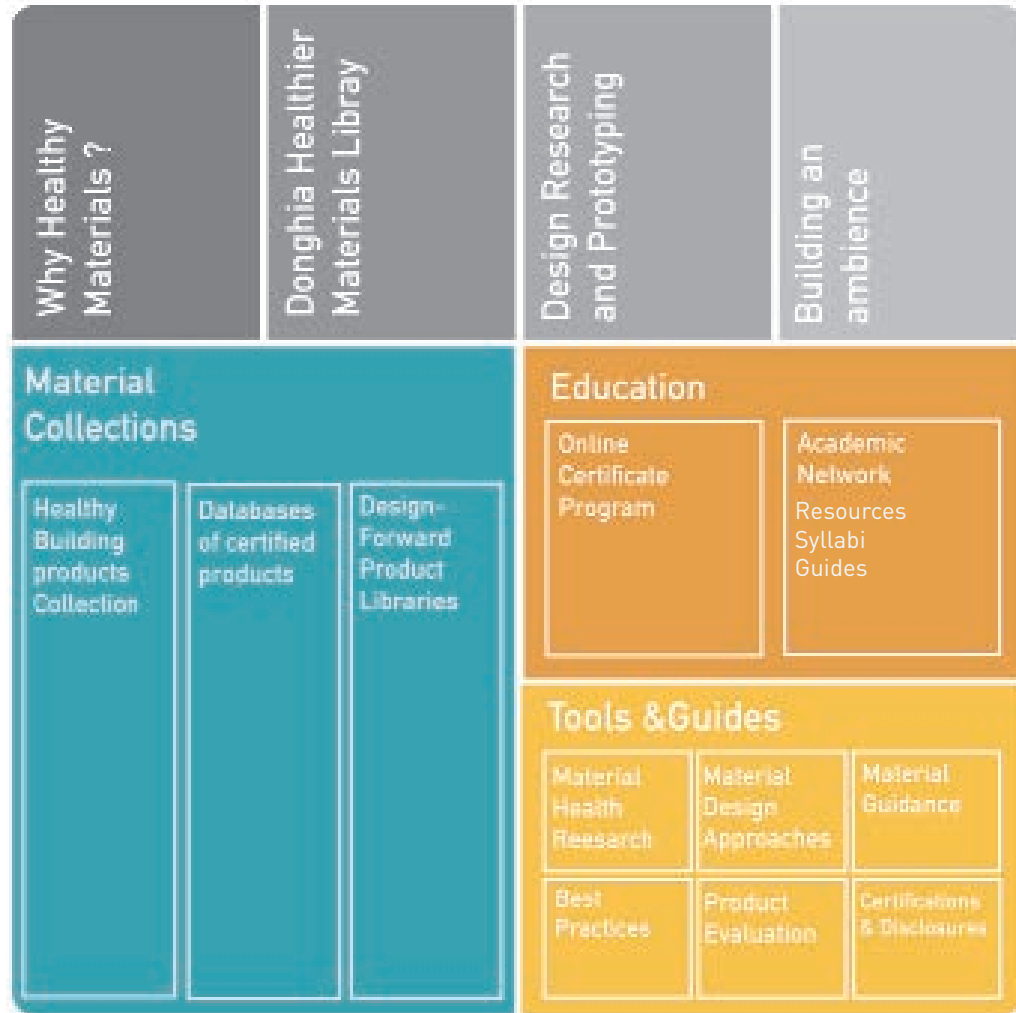 Why Healthy
Materials ?
Donghia Healthier
Materials Libray
Design Research
and Prototyping
Building an
ambience
Material
Collections
Healthy
Building
products
Collection
Databases
of certified
products
Design-
Forward
Product
Libraries
Education
Online
Certificate
Program
Academic
Network
Resources
Syllabi
Guides
Tools &Guides
Material
Health
Reesarch
Material
Design
Approaches
Material
Guidance
Best
Practices
Product
Evaluation
Certifications
& Disclosures